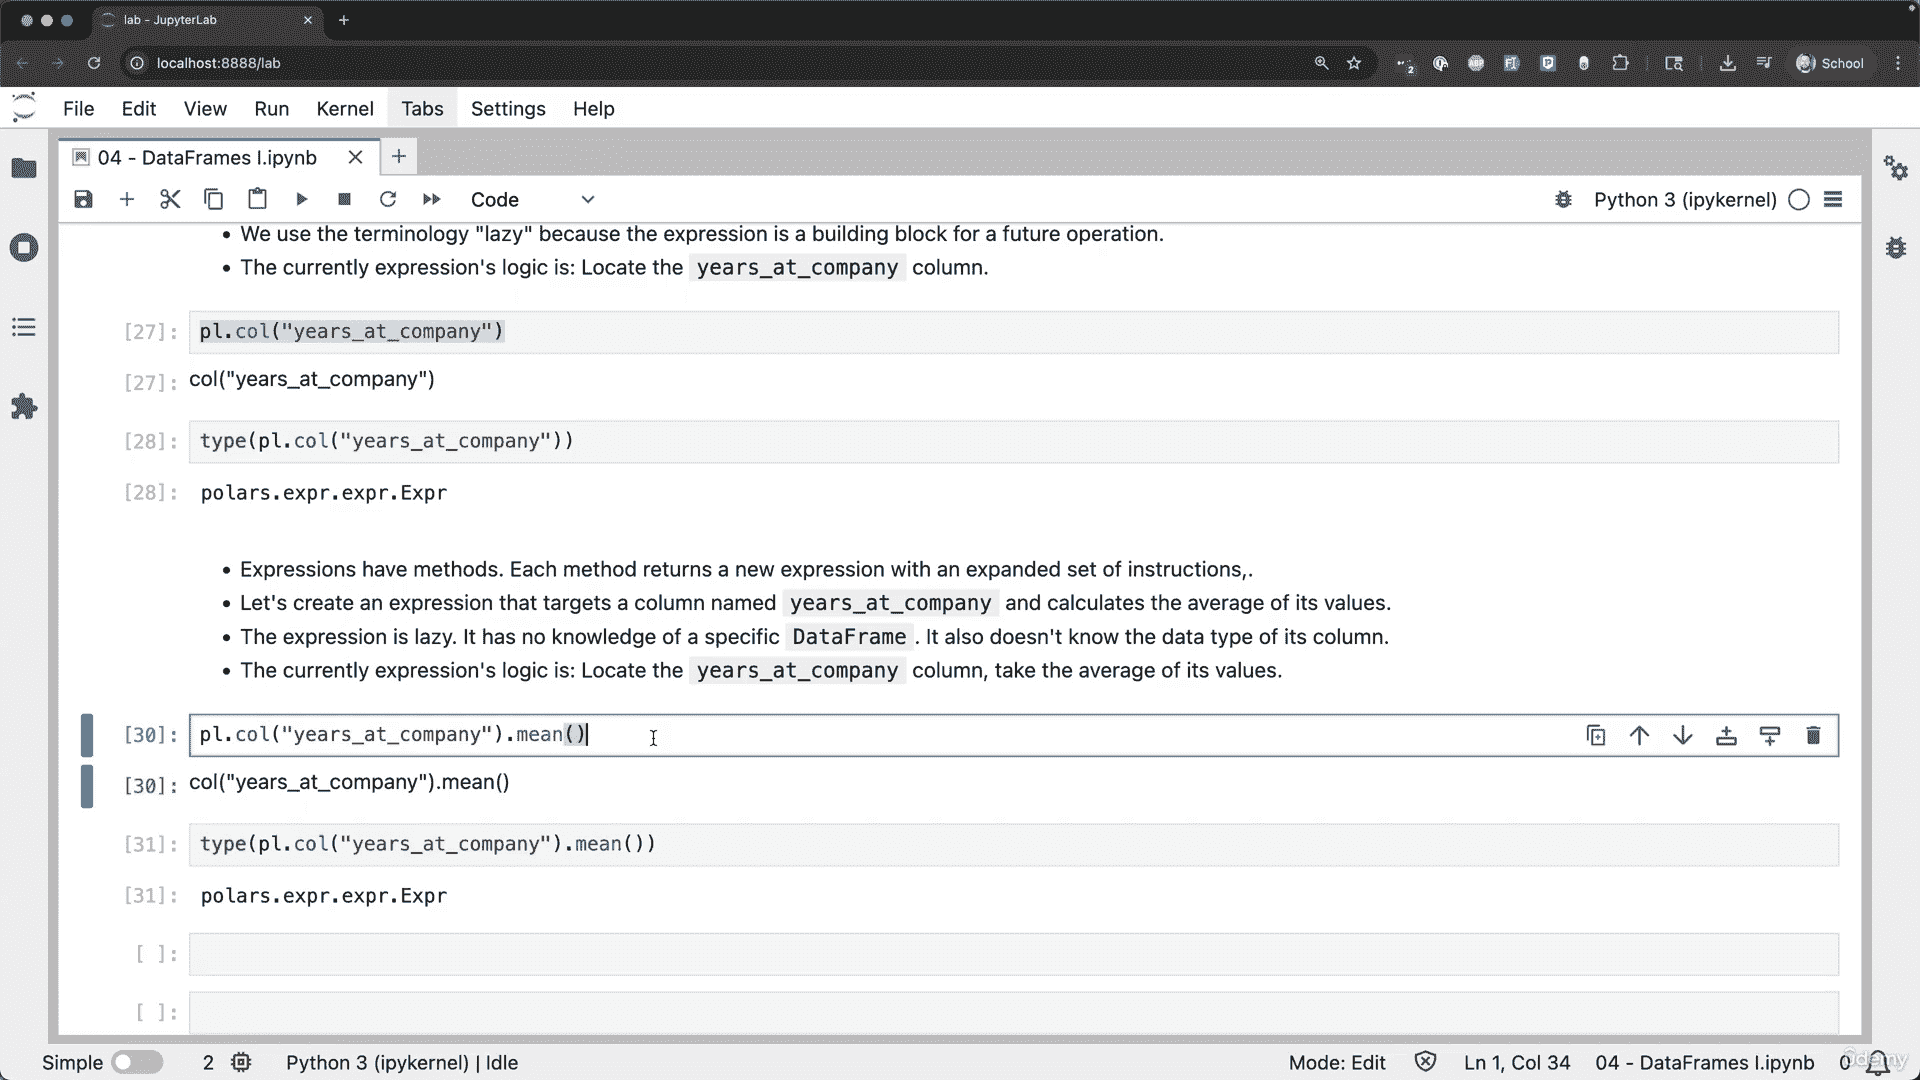 lab - JupyterLab
localhost:8888/lab
2
School
File Edit View Run Kernel Tabs Settings Help
04 - DataFrames I.ipynb
Code
Python 3 (ipykernel)
• We use the terminology "lazy" because the expression is a building block for a future operation.
• The currently expression's logic is: Locate the years_at_company column.
[27]: pl.col("years_at_company")
[27]: col("years_at_company")
[28]: type(pl.col("years_at_company"))
[28]: polars.expr.expr.Expr
• Expressions have methods. Each method returns a new expression with an expanded set of instructions,.
• Let's create an expression that targets a column named years_at_company and calculates the average of its values.
• The expression is lazy. It has no knowledge of a specific DataFrame . It also doesn't know the data type of its column.
• The currently expression's logic is: Locate the years_at_company column, take the average of its values.
[30]: pl.col("years_at_company").mean()
[30]: col("years_at_company").mean()
[31]: type(pl.col("years_at_company").mean())
[31]: polars.expr.expr.Expr
[ ]:
[ ]:
Simple 2 Python 3 (ipykernel) | Idle Mode: Edit Ln 1, Col 34 04 - DataFrames I.ipynb 0
udemy